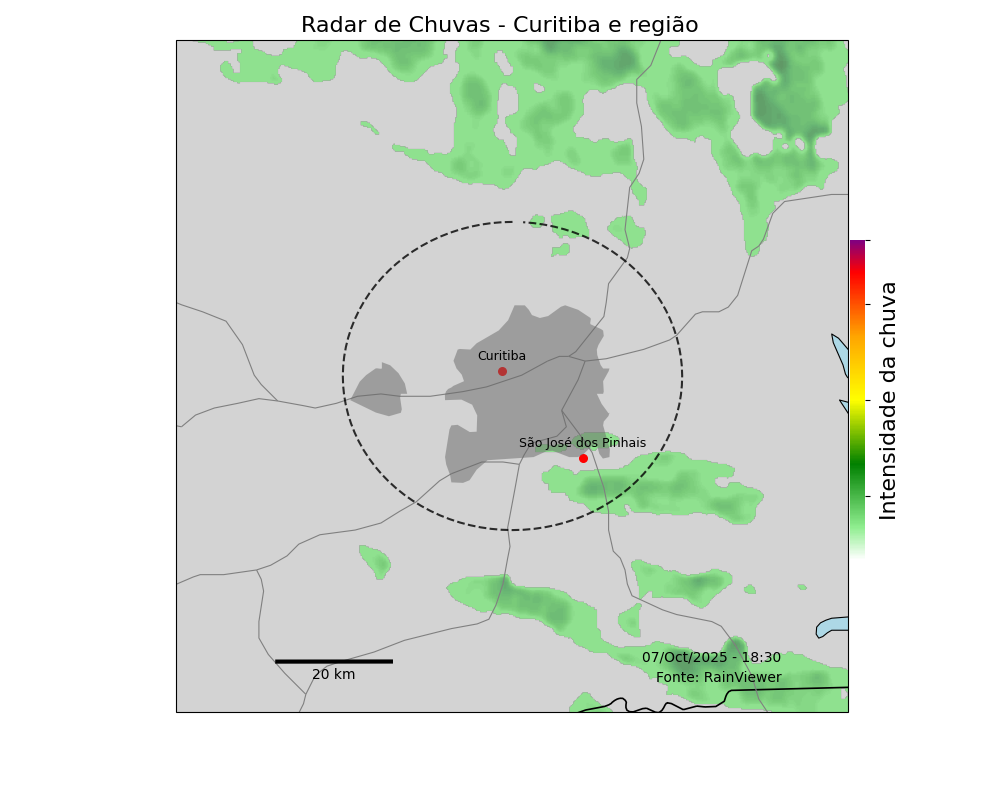 Radar de Chuvas - Curitiba e região
Curitiba
São José dos Pinhais
Intensidade da chuva
07/Oct/2025 - 18:30
Fonte: RainViewer
20 km